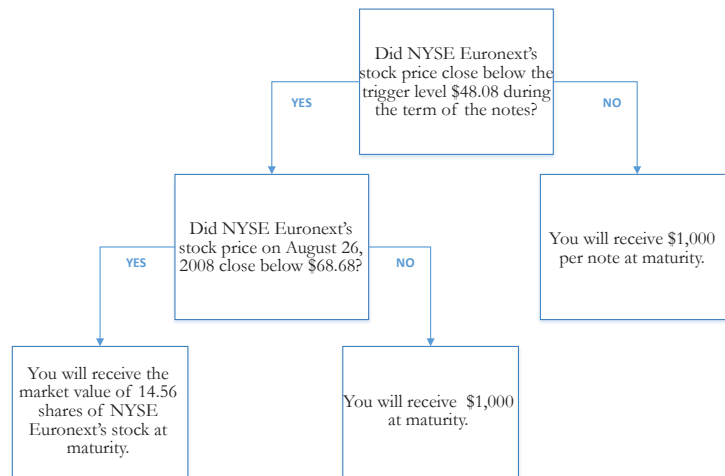 Did NYSE Euronext's
stock price close below the
trigger level $48.08 during
the term of the notes?
YES
NO
Did NYSE Euronext's
stock price on August 26,
2008 close below $68.68?
You will receive $1,000
per note at maturity.
YES
NO
You will receive the
market value of 14.56
shares of NYSE
Euronext's stock at
maturity.
You will receive $1,000
at maturity.